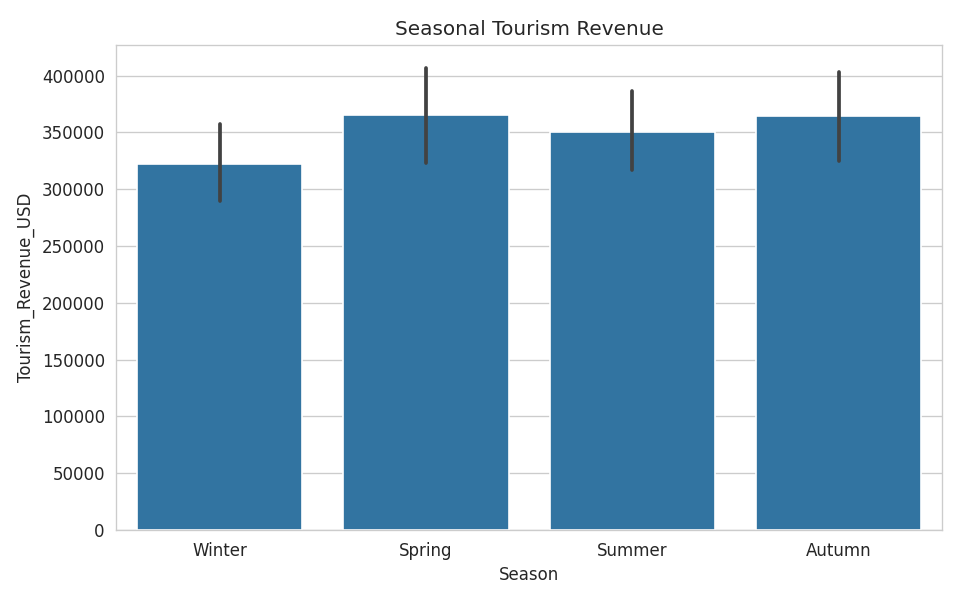 Seasonal Tourism Revenue
Tourism_Revenue_USD
400000
350000
300000
250000
200000
150000
100000
50000
0
Winter Spring Summer Autumn
Season